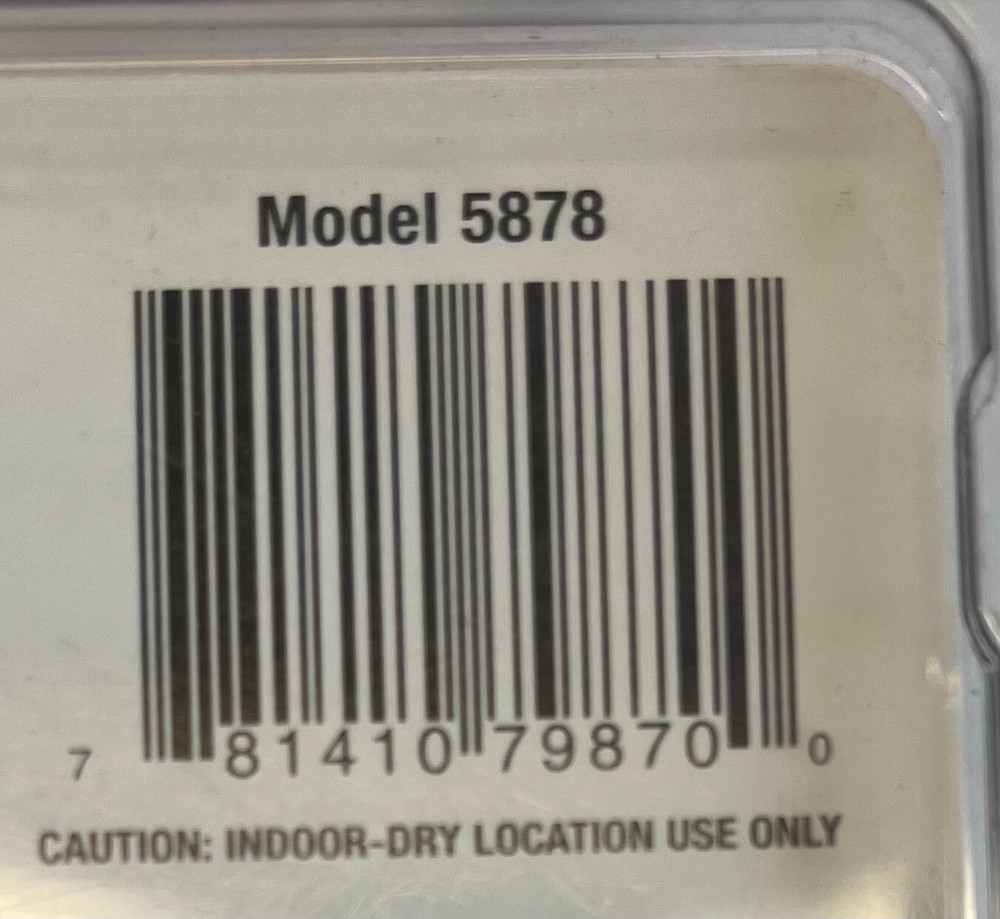 Model 5878
7 81410 79870 0
CAUTION: INDOOR-DRY LOCATION USE ONLY